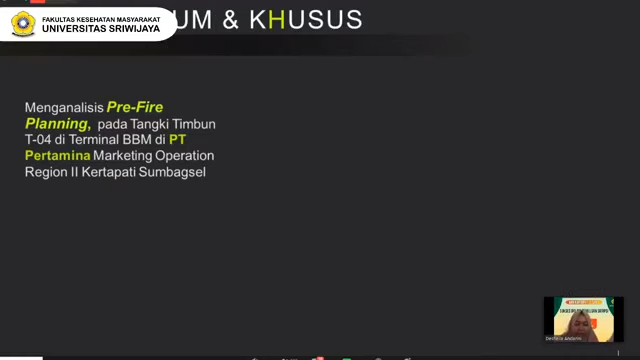 FAKULTAS KESEHATAN MASYARAKAT
UNIVERSITAS SRIWIJAYA
UM & KHUSUS
Menganalisis Pre-Fire
Planning, pada Tangki Timbun
T-04 di Terminal BBM di PT
Pertamina Marketing Operation
Region II Kertapati Sumbagsel